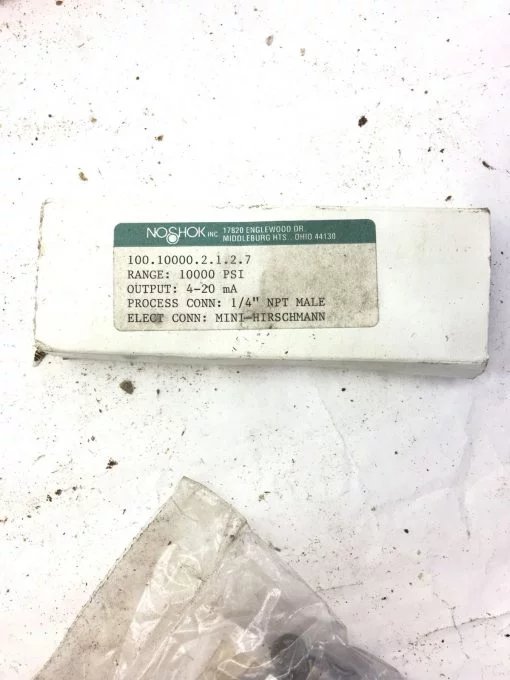 NOSHOK INC. 17820 ENGLEWOOD DR.
MIDDLEBURG HTS., OHIO 44130
100.10000.2.1.2.7
RANGE: 10000 PSI
OUTPUT: 4-20 mA
PROCESS CONN: 1/4" NPT MALE
ELECT CONN: MINI-HIRSCHMANN